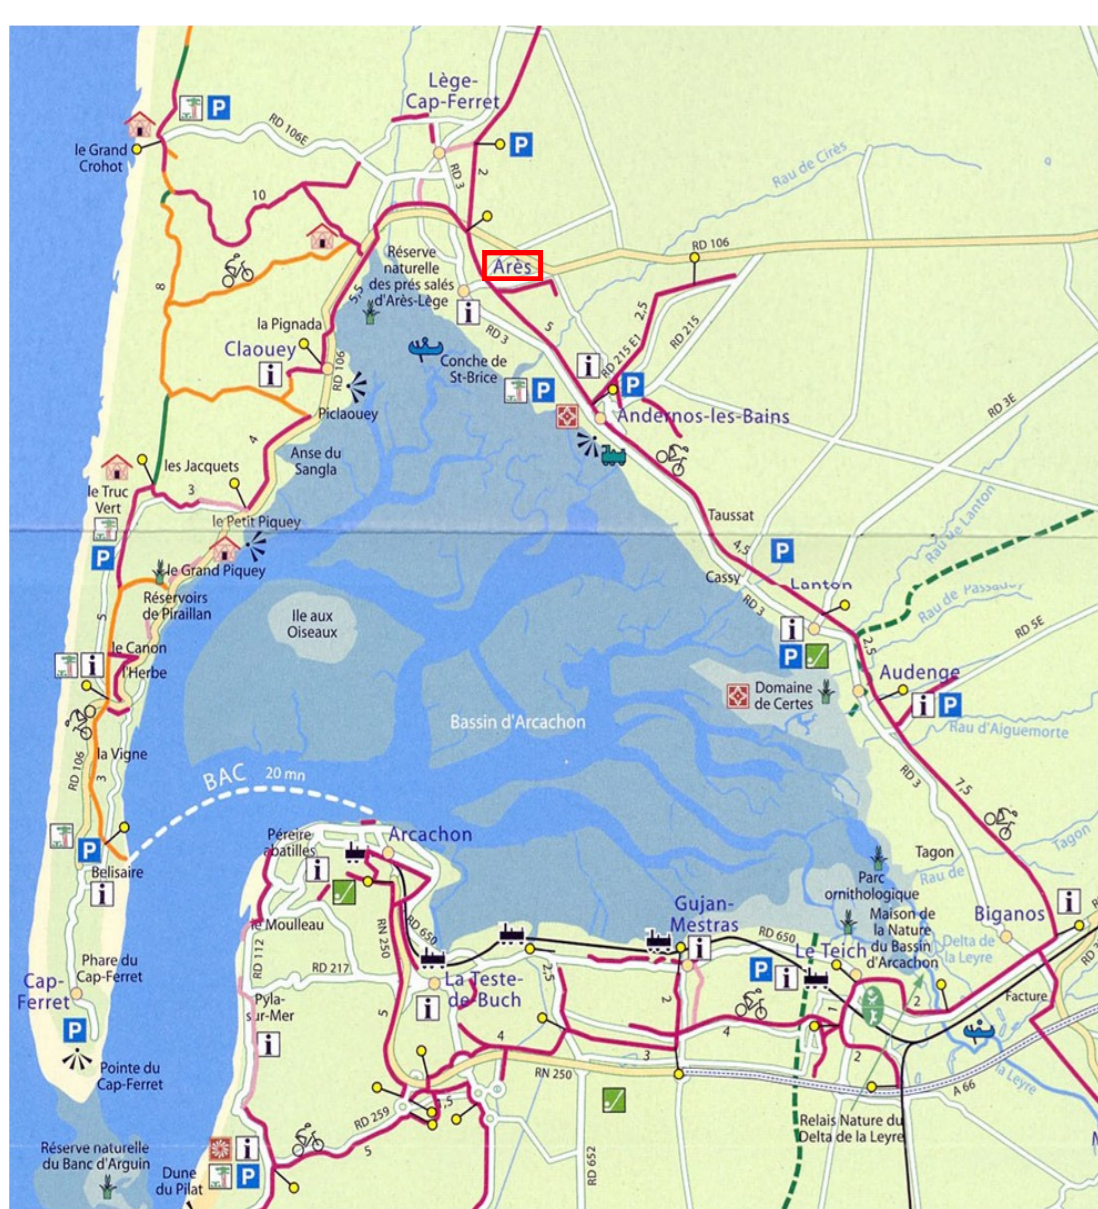 Lège-
Cap-Ferret
RD 106E
P
P
le Grand
Crohot
RD 3
2
10
Rau de Cirès
Réserve
naturelle
des prés salés
d'Arès-Lège
Arès
RD 106
8
5,5
i
RD 3
5
2,5
RD 215
RD 215 E1
la Pignada
Claouey
i
RD 106
Conche de
St-Brice
P
i
P
Piclaouey
Andernos-les-Bains
RD 3E
4
Anse du
Sangla
les Jacquets
3
le Truc
Vert
P
le Petit Piquey
le Grand Piquey
Taussat
Rau de Lanton
4,5
P
Cassy
Lanton
RD 3
Rau de Passaduy
Réservoirs
de Piraillan
Ile aux
Oiseaux
5
i
P
RD 5E
2,5
le Canon
l'Herbe
i
Audenge
i
P
Domaine
de Certes
Rau d'Aiguemorte
Bassin d'Arcachon
la Vigne
RD 106
3
BAC 20 mn
RD 3
7,5
P
Belisaire
i
Péreire
abatilles
Arcachon
i
Tagon
Rau de Tagon
Parc
ornithologique
Gujan-
Mestras
i
Maison de
la Nature
du Bassin
d'Arcachon
Biganos
i
le Moulleau
RN 250
RD 650
RD 650
Le Teich
P
i
Delta de
la Leyre
RD 112
RD 217
La Teste-
de-Buch
i
2,5
2
Phare du
Cap-Ferret
Cap-
Ferret
P
Pyla-
sur-Mer
i
5
4
3
4
1
2
2
Facture
Pointe du
Cap-Ferret
RN 250
A 66
la Leyre
RD 259
5
RD 652
Relais Nature du
Delta de la Leyre
Réserve naturelle
du Banc d'Arguin
Dune
du Pilat
i
P